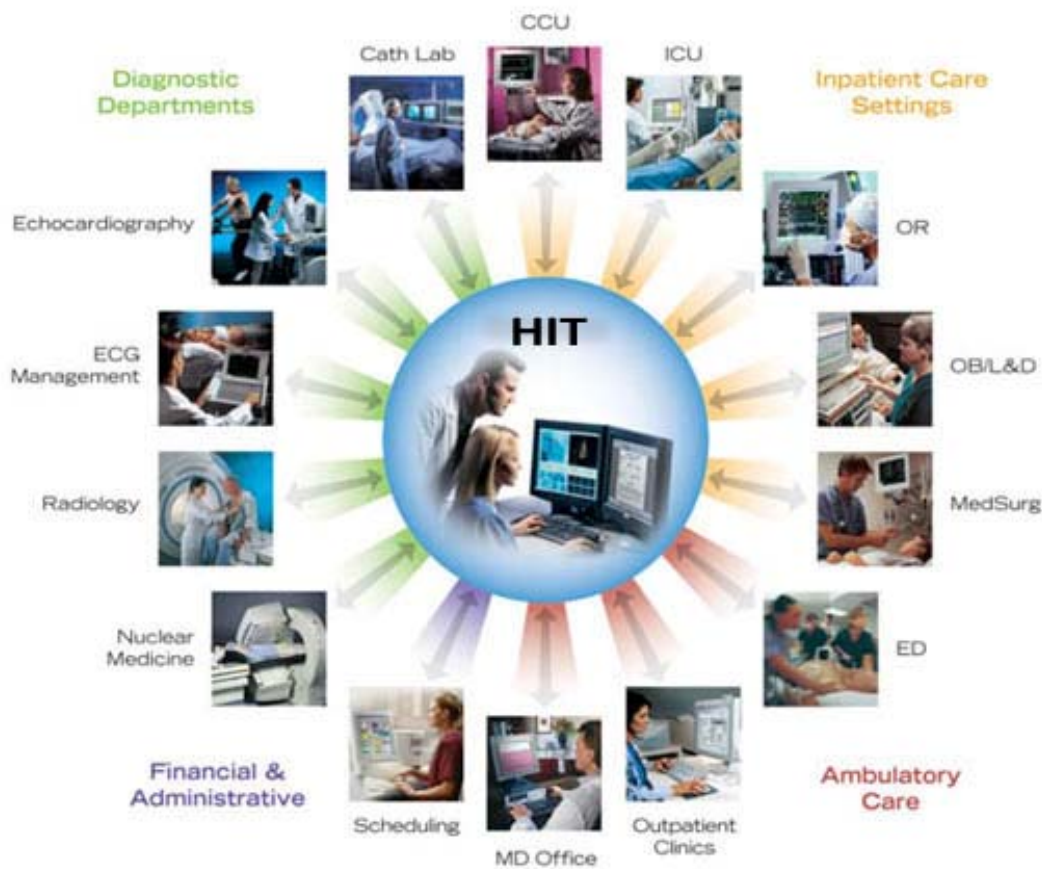 CCU
Cath Lab
ICU
Diagnostic
Departments
Inpatient Care
Settings
Echocardiography
OR
HIT
ECG
Management
OB/L&D
Radiology
MedSurg
Nuclear
Medicine
ED
Financial &
Administrative
Ambulatory
Care
Scheduling
MD Office
Outpatient
Clinics